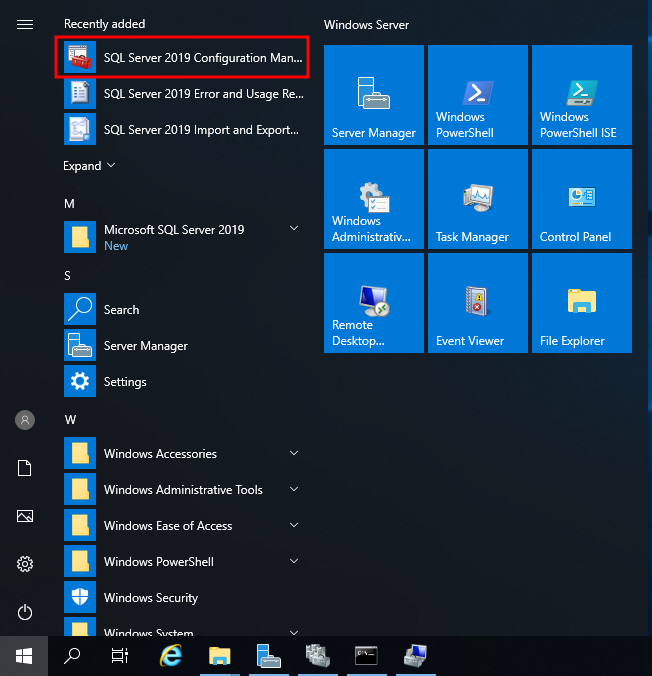 Recently added
SQL Server 2019 Configuration Man...
SQL Server 2019 Error and Usage Re...
SQL Server 2019 Import and Export...
Expand
M
Microsoft SQL Server 2019
New
S
Search
Server Manager
Settings
W
Windows Accessories
Windows Administrative Tools
Windows Ease of Access
Windows PowerShell
Windows Security
Windows System
Windows Server
Server Manager
Windows
PowerShell
Windows
PowerShell ISE
Windows
Administrativ...
Task Manager
Control Panel
Remote
Desktop...
Event Viewer
File Explorer